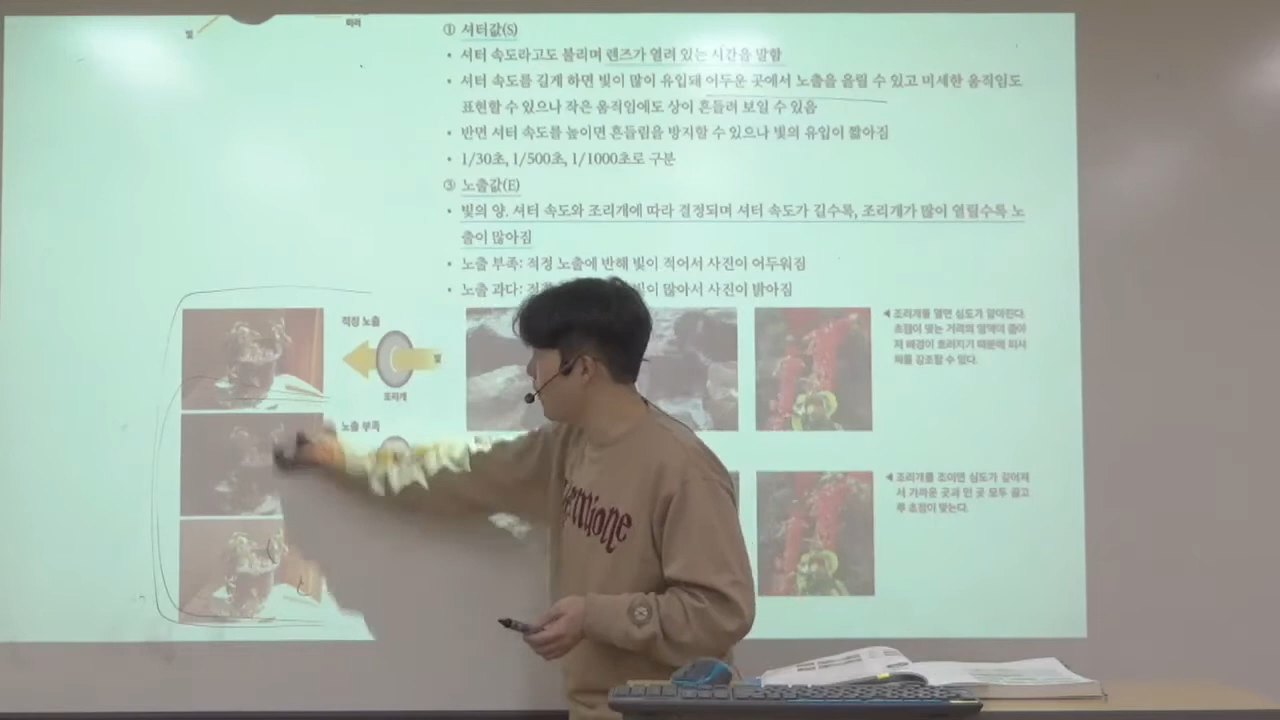 빛
① 셔터값(S)
• 셔터 속도라고도 불리며 렌즈가 열려 있는 시간을 말함
• 셔터 속도를 길게 하면 빛이 많이 유입돼 어두운 곳에서 노출을 올릴 수 있고 미세한 움직임도
표현할 수 있으나 작은 움직임에도 상이 흔들려 보일 수 있음
• 반면 셔터 속도를 높이면 흔들림을 방지할 수 있으나 빛의 유입이 짧아짐
• 1/30초, 1/500초, 1/1000초로 구분
③ 노출값(E)
• 빛의 양. 셔터 속도와 조리개에 따라 결정되며 셔터 속도가 길수록, 조리개가 많이 열릴수록 노
출이 많아짐
• 노출 부족: 적정 노출에 반해 빛이 적어서 사진이 어두워짐
• 노출 과다: 빛이 많아서 사진이 밝아짐
적정 노출
빛
조리개
노출 부족
◀ 조리개를 열면 심도가 얕아진다.
초점이 맞는 거리의 영역이 좁아
져 배경이 흐려지기 때문에 피사
체를 강조할 수 있다.
◀ 조리개를 조이면 심도가 깊어져
서 가까운 곳과 먼 곳 모두 골고
루 초점이 맞는다.
ermione